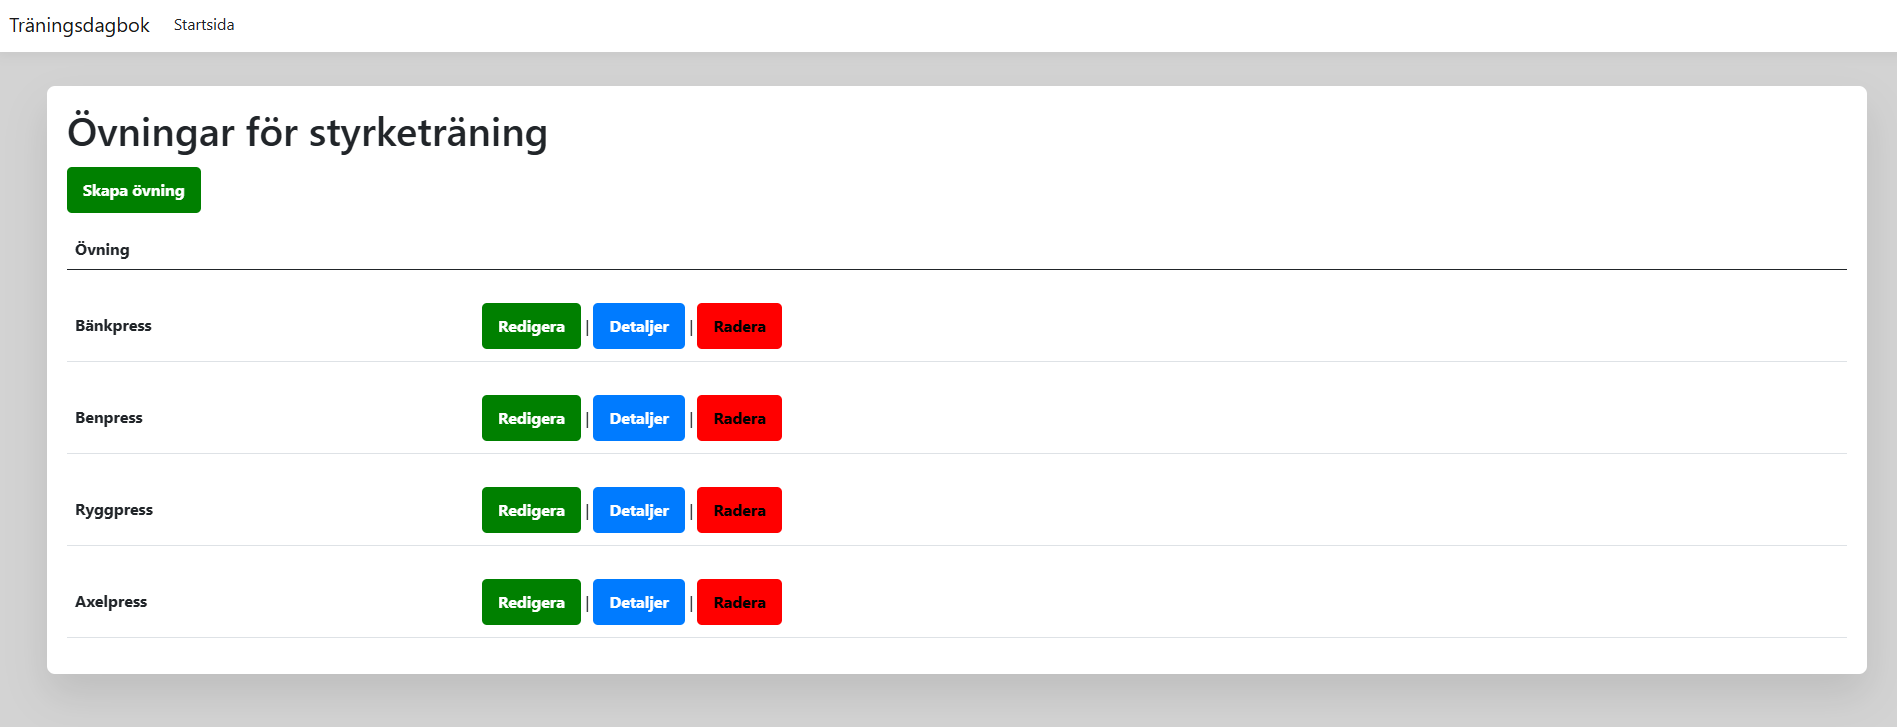 Träningsdagbok Startsida
Övningar för styrketräning
Skapa övning
Övning
Bänkpress Redigera | Detaljer | Radera
Benpress Redigera | Detaljer | Radera
Ryggpress Redigera | Detaljer | Radera
Axelpress Redigera | Detaljer | Radera